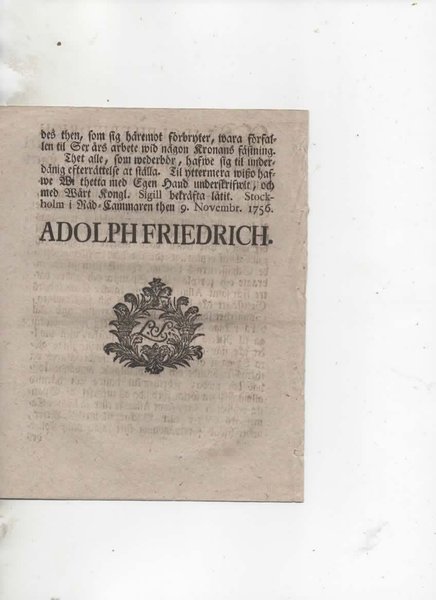 des then, som sig häremot förbryter, wara förfal-
len til Sex års arbete wid någon Kronans fästning.
Thet alle, som wederbör, hafwe sig til under-
dånig efterrättelse at ställa. Til yttermera wißo haf-
we Wi thetta med Egen Hand underskrifwit, och
med Wårt Kongl. Sigill bekräfta låtit. Stock-
holm i Råd-Cammaren then 9. Novembr. 1756.
ADOLPH FRIEDRICH.
L.S.